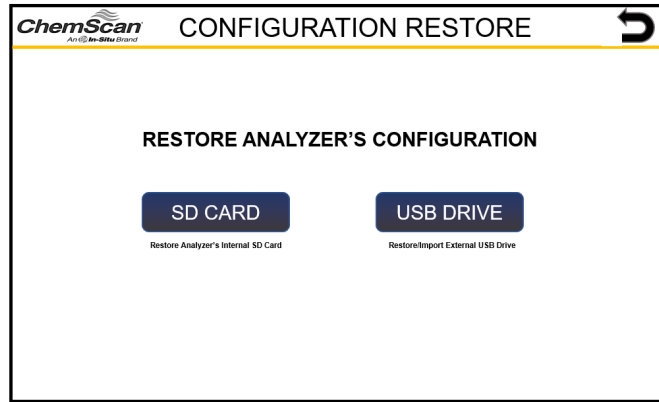 ChemScan
CONFIGURATION RESTORE
An In-Situ Brand
RESTORE ANALYZER'S CONFIGURATION
SD CARD
USB DRIVE
Restore Analyzer's Internal SD Card
Restore/Import External USB Drive